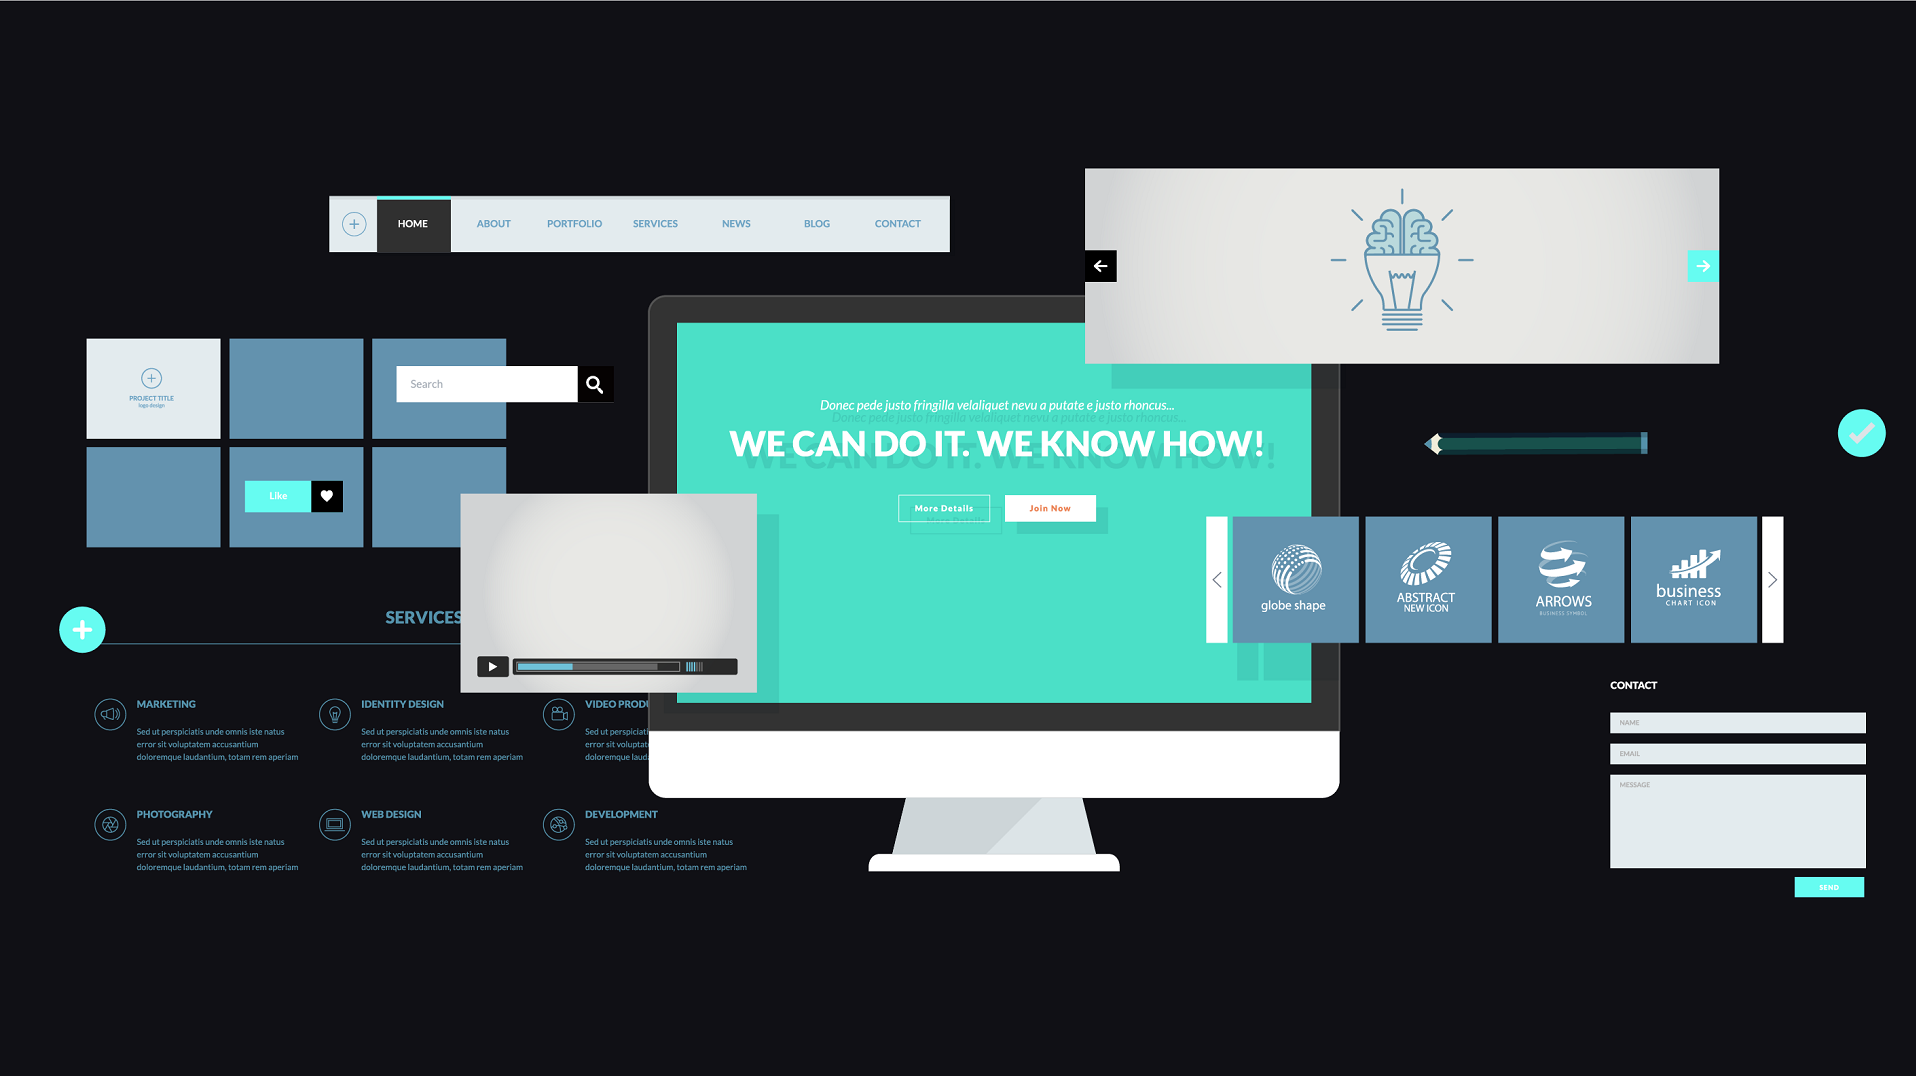 HOME
ABOUT
PORTFOLIO
SERVICES
NEWS
BLOG
CONTACT
PROJECT TITLE
logo design
Search
Like
Donec pede justo fringilla velaliquet nevu a putate e justo rhoncus...
WE CAN DO IT. WE KNOW HOW!
More Details
Join Now
globe shape
ABSTRACT
NEW ICON
ARROWS
BUSINESS SYMBOL
business
CHART ICON
SERVICES
MARKETING
Sed ut perspiciatis unde omnis iste natus
error sit voluptatem accusantium
doloremque laudantium, totam rem aperiam
IDENTITY DESIGN
Sed ut perspiciatis unde omnis iste natus
error sit voluptatem accusantium
doloremque laudantium, totam rem aperiam
VIDEO PRODU
Sed ut perspiciati
error sit voluptat
doloremque laud
PHOTOGRAPHY
Sed ut perspiciatis unde omnis iste natus
error sit voluptatem accusantium
doloremque laudantium, totam rem aperiam
WEB DESIGN
Sed ut perspiciatis unde omnis iste natus
error sit voluptatem accusantium
doloremque laudantium, totam rem aperiam
DEVELOPMENT
Sed ut perspiciatis unde omnis iste natus
error sit voluptatem accusantium
doloremque laudantium, totam rem aperiam
CONTACT
NAME
EMAIL
MESSAGE
SEND